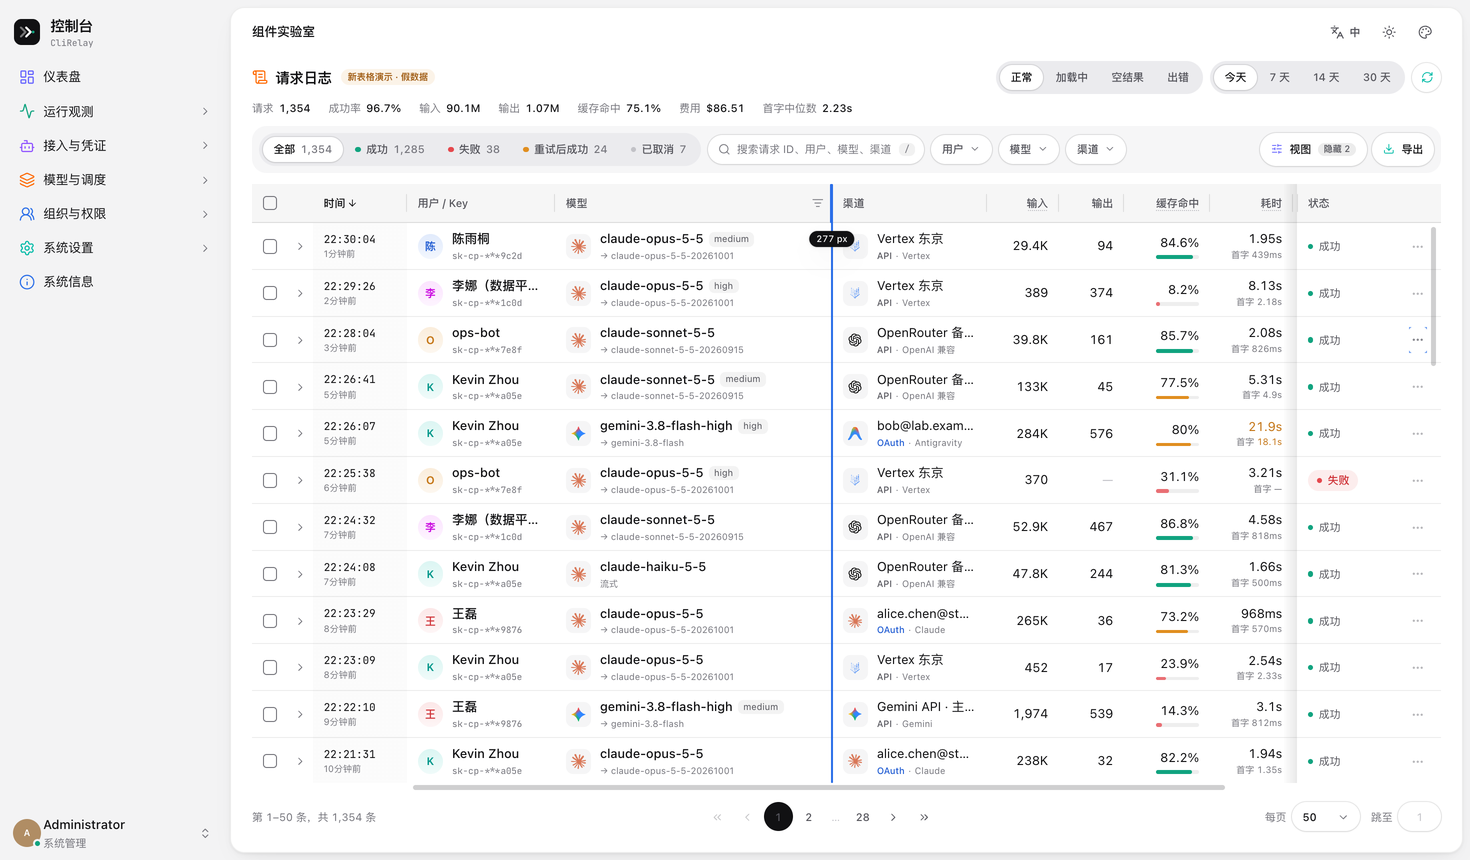 控制台
CliRelay
仪表盘
运行观测
接入与凭证
模型与调度
组织与权限
系统设置
系统信息
A Administrator
系统管理
组件实验室
中
请求日志 新表格演示 · 假数据
正常 加载中 空结果 出错 今天 7 天 14 天 30 天
请求 1,354 成功率 96.7% 输入 90.1M 输出 1.07M 缓存命中 75.1% 费用 $86.51 首字中位数 2.23s
全部 1,354 成功 1,285 失败 38 重试后成功 24 已取消 7 搜索请求 ID、用户、模型、渠道 / 用户 模型 渠道 视图 隐藏 2 导出
时间 ↓ 用户 / Key 模型 渠道 输入 输出 缓存命中 耗时 状态
277 px
22:30:04 陈 陈雨桐 claude-opus-5-5 medium Vertex 东京 29.4K 94 84.6% 1.95s 成功 ···
1分钟前 sk-cp-***9c2d → claude-opus-5-5-20261001 API · Vertex 首字 439ms
22:29:26 李 李娜（数据平... claude-opus-5-5 high Vertex 东京 389 374 8.2% 8.13s 成功 ···
2分钟前 sk-cp-***1c0d → claude-opus-5-5-20261001 API · Vertex 首字 2.18s
22:28:04 O ops-bot claude-sonnet-5-5 OpenRouter 备... 39.8K 161 85.7% 2.08s 成功 ···
3分钟前 sk-cp-***7e8f → claude-sonnet-5-5-20260915 API · OpenAI 兼容 首字 826ms
22:26:41 K Kevin Zhou claude-sonnet-5-5 medium OpenRouter 备... 133K 45 77.5% 5.31s 成功 ···
5分钟前 sk-cp-***a05e → claude-sonnet-5-5-20260915 API · OpenAI 兼容 首字 4.9s
22:26:07 K Kevin Zhou gemini-3.8-flash-high high bob@lab.exam... 284K 576 80% 21.9s 成功 ···
5分钟前 sk-cp-***a05e → gemini-3.8-flash OAuth · Antigravity 首字 18.1s
22:25:38 O ops-bot claude-opus-5-5 high Vertex 东京 370 — 31.1% 3.21s 失败 ···
6分钟前 sk-cp-***7e8f → claude-opus-5-5-20261001 API · Vertex 首字 —
22:24:32 李 李娜（数据平... claude-sonnet-5-5 OpenRouter 备... 52.9K 467 86.8% 4.58s 成功 ···
7分钟前 sk-cp-***1c0d → claude-sonnet-5-5-20260915 API · OpenAI 兼容 首字 818ms
22:24:08 K Kevin Zhou claude-haiku-5-5 OpenRouter 备... 47.8K 244 81.3% 1.66s 成功 ···
7分钟前 sk-cp-***a05e 流式 API · OpenAI 兼容 首字 500ms
22:23:29 王 王磊 claude-opus-5-5 alice.chen@st... 265K 36 73.2% 968ms 成功 ···
8分钟前 sk-cp-***9876 → claude-opus-5-5-20261001 OAuth · Claude 首字 570ms
22:23:09 K Kevin Zhou claude-opus-5-5 Vertex 东京 452 17 23.9% 2.54s 成功 ···
8分钟前 sk-cp-***a05e → claude-opus-5-5-20261001 API · Vertex 首字 2.33s
22:22:10 王 王磊 gemini-3.8-flash-high medium Gemini API · 主... 1,974 539 14.3% 3.1s 成功 ···
9分钟前 sk-cp-***9876 → gemini-3.8-flash API · Gemini 首字 812ms
22:21:31 K Kevin Zhou claude-opus-5-5 alice.chen@st... 238K 32 82.2% 1.94s 成功 ···
10分钟前 sk-cp-***a05e → claude-opus-5-5-20261001 OAuth · Claude 首字 1.35s
第 1–50 条，共 1,354 条 « ‹ 1 2 ... 28 › » 每页 50 跳至 1